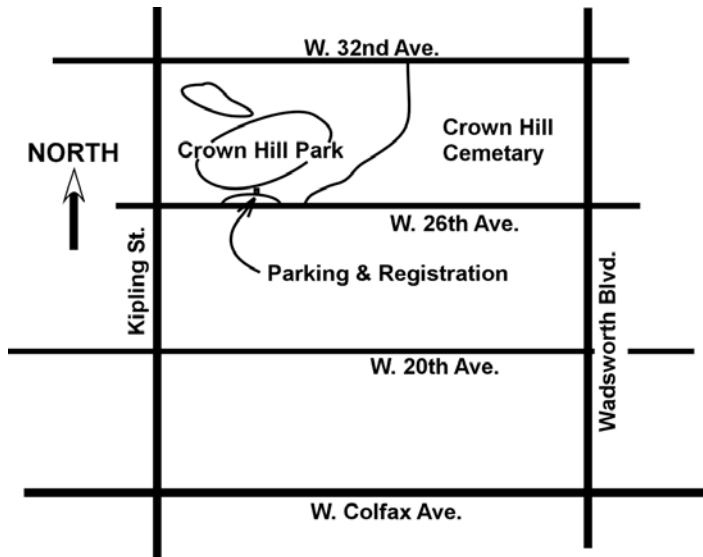 W. 32nd Ave.
Crown Hill
Cemetary
Crown Hill Park
NORTH
W. 26th Ave.
Parking & Registration
Kipling St.
Wadsworth Blvd.
W. 20th Ave.
W. Colfax Ave.